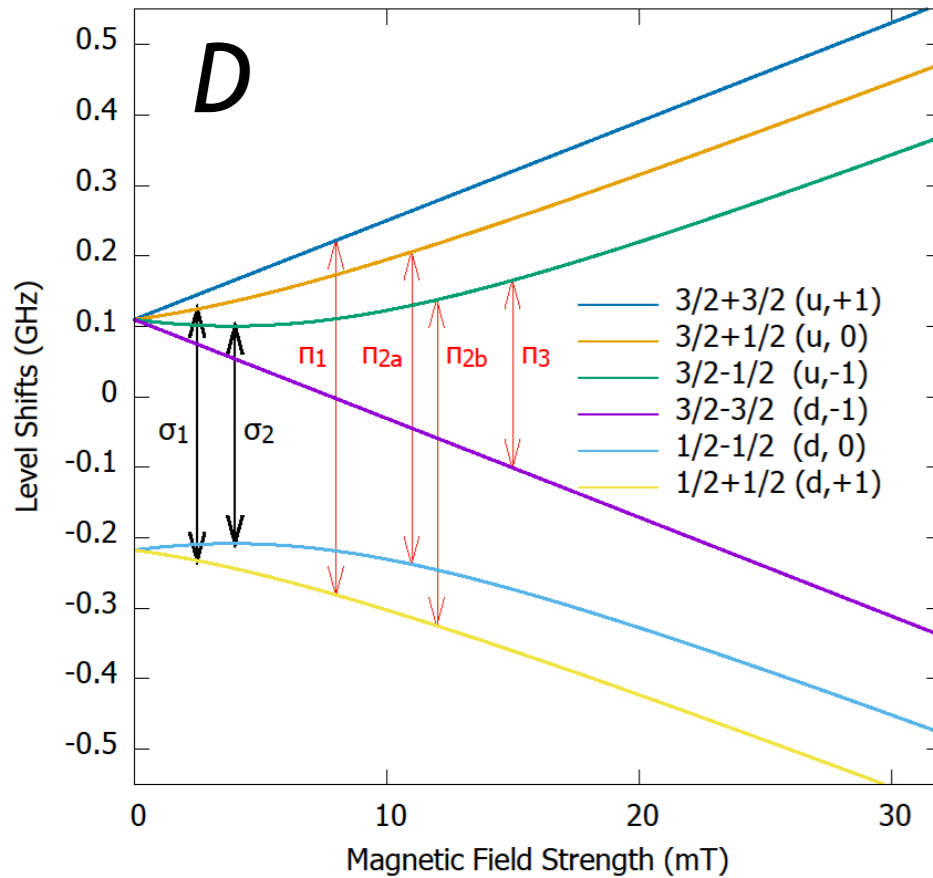 D
0.5
0.4
0.3
0.2
0.1
0
-0.1
-0.2
-0.3
-0.4
-0.5
Level Shifts (GHz)
σ1
σ2
π1
π2a
π2b
π3
3/2+3/2 (u,+1)
3/2+1/2 (u, 0)
3/2-1/2 (u,-1)
3/2-3/2 (d,-1)
1/2-1/2 (d, 0)
1/2+1/2 (d,+1)
0 10 20 30
Magnetic Field Strength (mT)